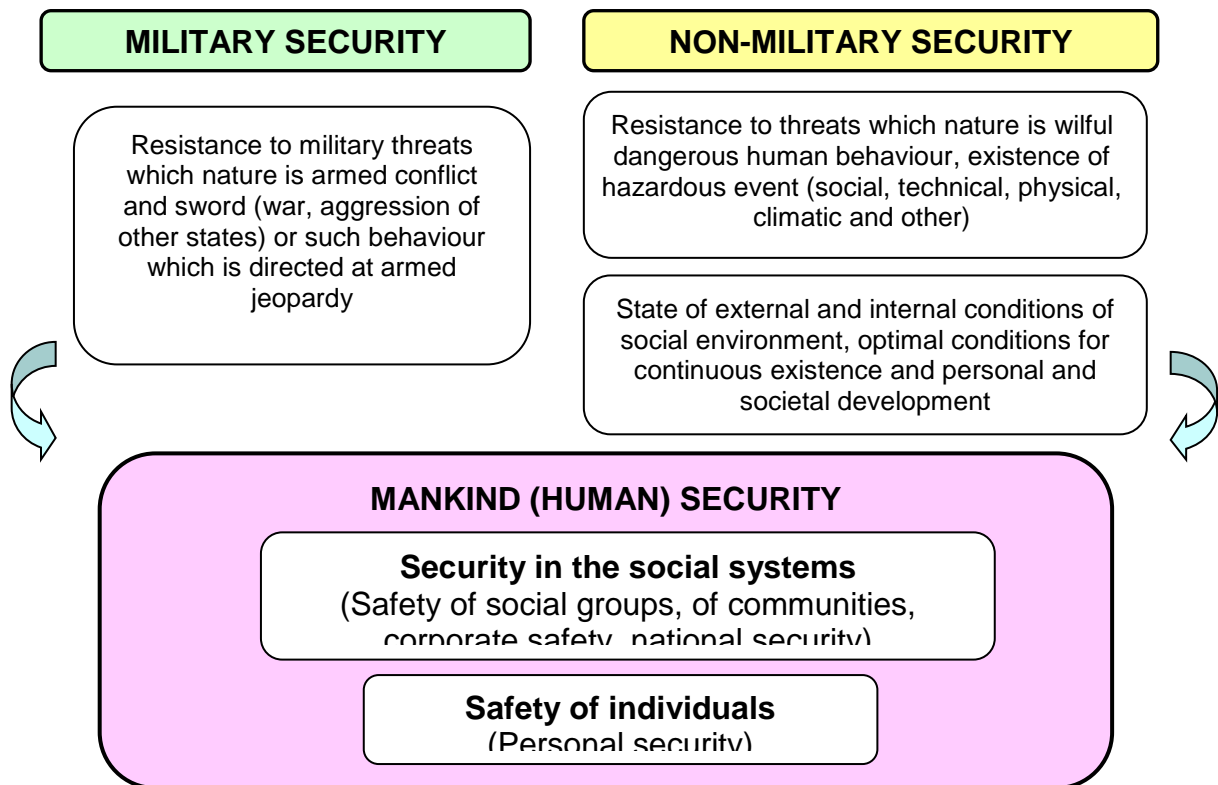 MILITARY SECURITY
Resistance to military threats
which nature is armed conflict
and sword (war, aggression of
other states) or such behaviour
which is directed at armed
jeopardy
NON-MILITARY SECURITY
Resistance to threats which nature is wilful
dangerous human behaviour, existence of
hazardous event (social, technical, physical,
climatic and other)
State of external and internal conditions of
social environment, optimal conditions for
continuous existence and personal and
societal development
MANKIND (HUMAN) SECURITY
Security in the social systems
(Safety of social groups, of communities,
corporate safety, national security)
Safety of individuals
(Personal security)